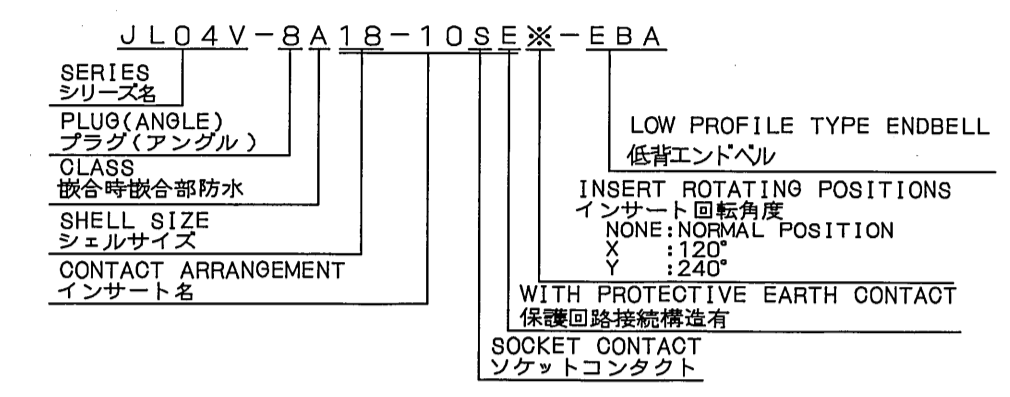 JL04V-8A18-10SE※-EBA
SERIES
シリーズ名
PLUG(ANGLE)
プラグ(アングル)
CLASS
嵌合時嵌合部防水
SHELL SIZE
シェルサイズ
CONTACT ARRANGEMENT
インサート名
LOW PROFILE TYPE ENDBELL
低背エンドベル
INSERT ROTATING POSITIONS
インサート回転角度
NONE:NORMAL POSITION
X :120°
Y :240°
WITH PROTECTIVE EARTH CONTACT
保護回路接続構造有
SOCKET CONTACT
ソケットコンタクト